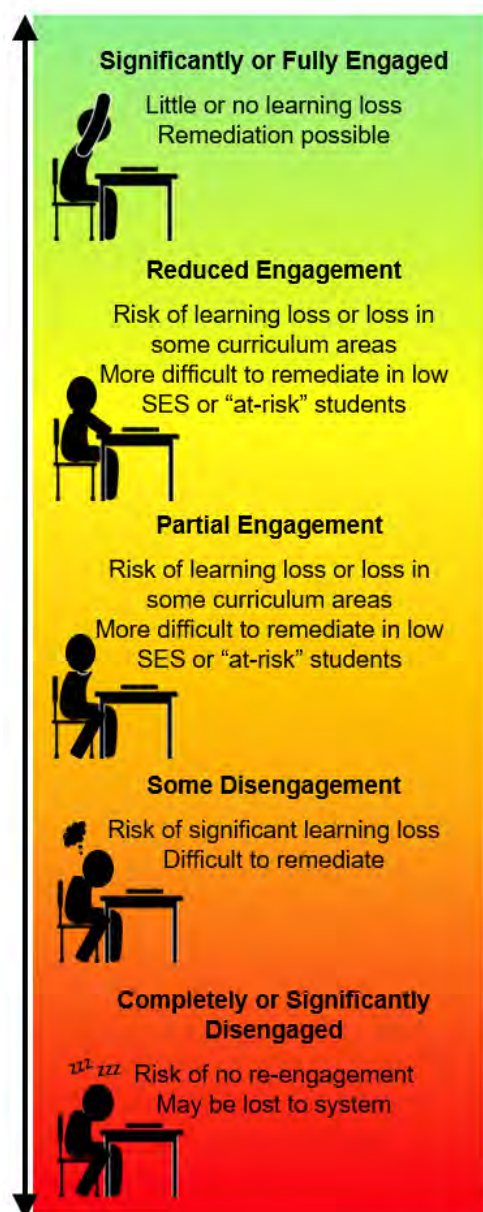 Significantly or Fully Engaged
Little or no learning loss
Remediation possible
Reduced Engagement
Risk of learning loss or loss in
some curriculum areas
More difficult to remediate in low
SES or “at-risk” students
Partial Engagement
Risk of learning loss or loss in
some curriculum areas
More difficult to remediate in low
SES or “at-risk” students
Some Disengagement
Risk of significant learning loss
Difficult to remediate
Completely or Significantly
Disengaged
zzz zzz Risk of no re-engagement
May be lost to system